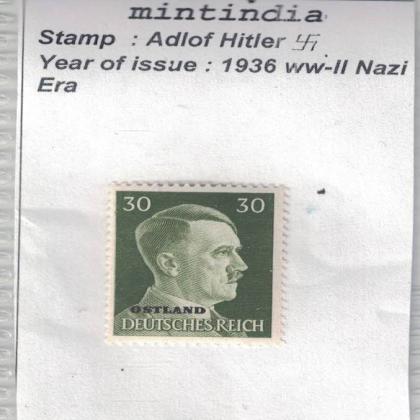 mintindia
Stamp : Adlof Hitler 卐
Year of issue : 1936 ww-II Nazi
Era
30 30
OSTLAND
DEUTSCHES REICH